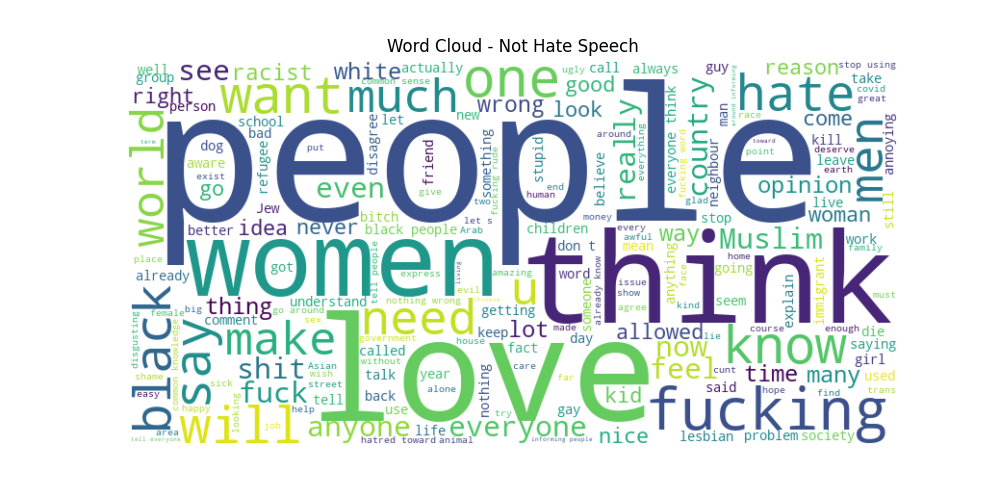 Word Cloud - Not Hate Speech
well see racist white actually common sense one ugly call always guy reason stop using
group want much wrong good look take covid
right person hate come great
world school bad let new disagree something around really everything everyone think country man race men annoying
dog put friend stupid believe fucking word point kill deserve
aware exist refugee people neighbour leave earth
go even give fucking rude end human two glad opinion live
Jew bitch let s money stop woman still
better idea never black people Arab children every awful way Muslim work
place women don t mean going family
already got tell people express amazing word anything home think
black thing understand nothing wrong evil living u someone already know issue show face seem explain immigrant must
big go around need getting agree kind
disgusting female comment sex government lot made allowed course enough die
say make house keep day now lie know saying
common knowledge shit called without fact love care feel girl
shame Asian wish talk year far cunt time many used
easy sick fuck street tell back alone nothing kid said hope find trans
happy looking use try gay fucking
will job help anyone life everyone nice lesbian problem society
area tell everyone hatred toward animal informing people
term toward around informing